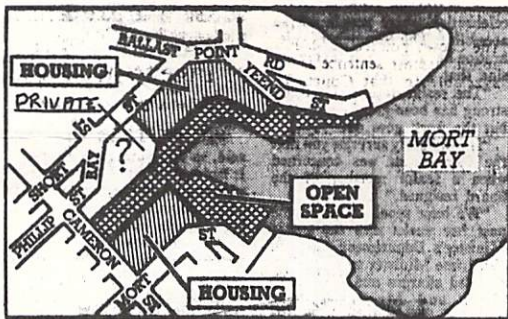 BALLAST
POINT
RD
YEEND
ST
HOUSING
PRIVATE
ST
?
BAY
ST
SHORT
ST
PHILLIP
CAMERON
ST
MORT
ST
MORT
BAY
OPEN
SPACE
HOUSING